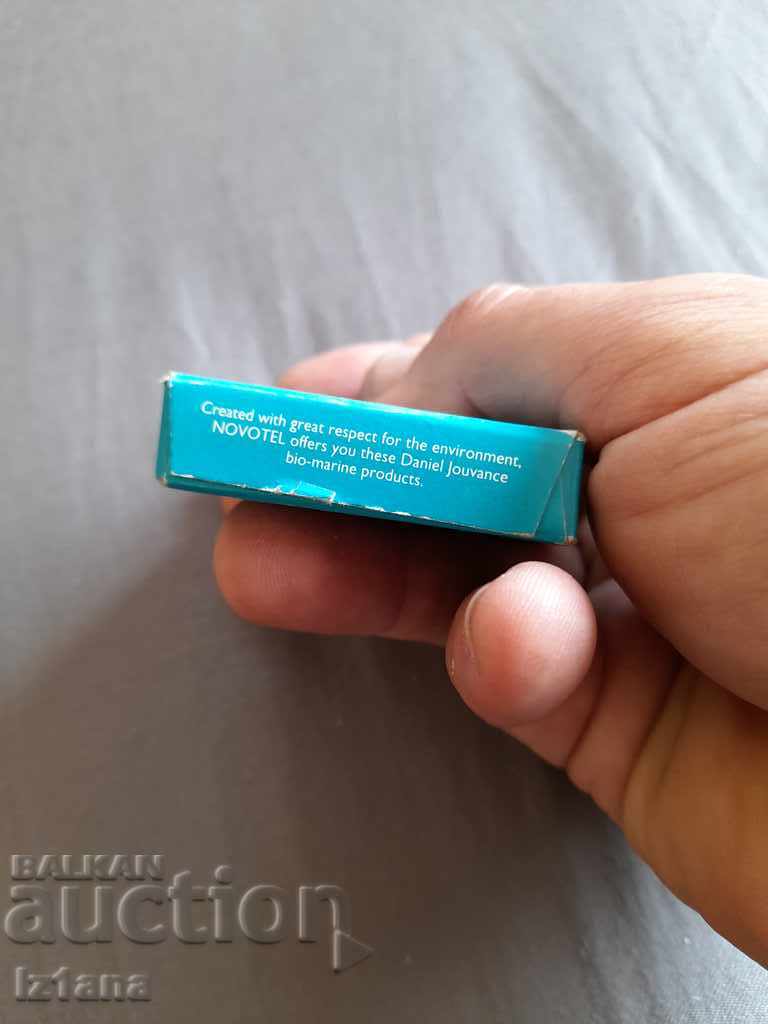 Created with great respect for the environment,
NOVOTEL offers you these Daniel Jouvance
bio-marine products.
BALKAN
auction
Iz1ana